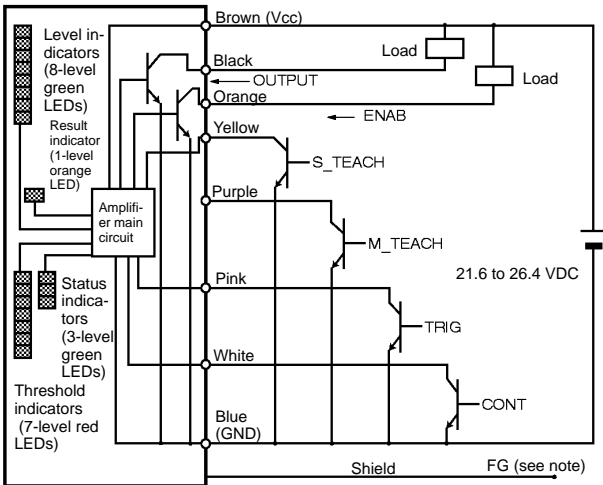 Brown (Vcc)
Level in-
dicators
(8-level
green
LEDs)
Load
Load
Black
OUTPUT
Orange
ENAB
Result
indicator
(1-level
orange
LED)
Yellow
S_TEACH
Purple
Amplifi-
er main
circuit
M_TEACH
21.6 to 26.4 VDC
Status
indica-
tors
(3-level
green
LEDs)
Pink
TRIG
White
Threshold
indicators
(7-level red
LEDs)
CONT
Blue
(GND)
Shield
FG (see note)